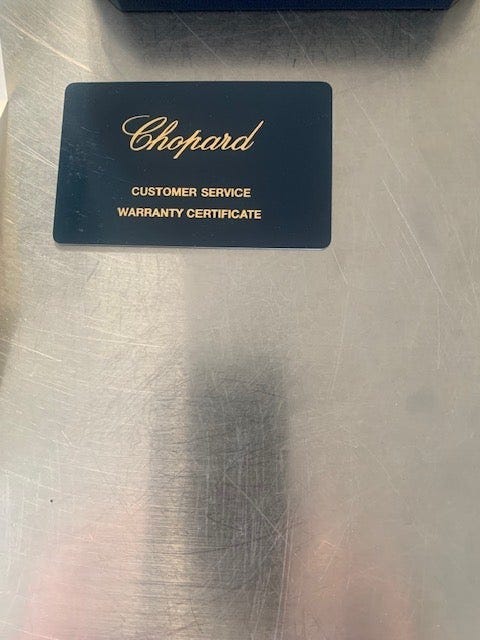 Chopard
CUSTOMER SERVICE
WARRANTY CERTIFICATE